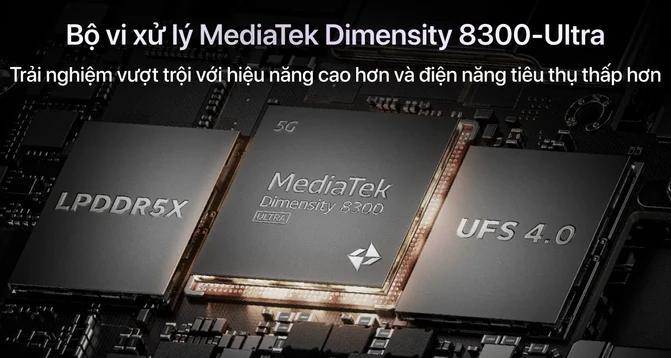 Bộ vi xử lý MediaTek Dimensity 8300-Ultra
Trải nghiệm vượt trội với hiệu năng cao hơn và điện năng tiêu thụ thấp hơn
5G
LPDDR5X
MediaTek
Dimensity 8300
ULTRA
UFS 4.0